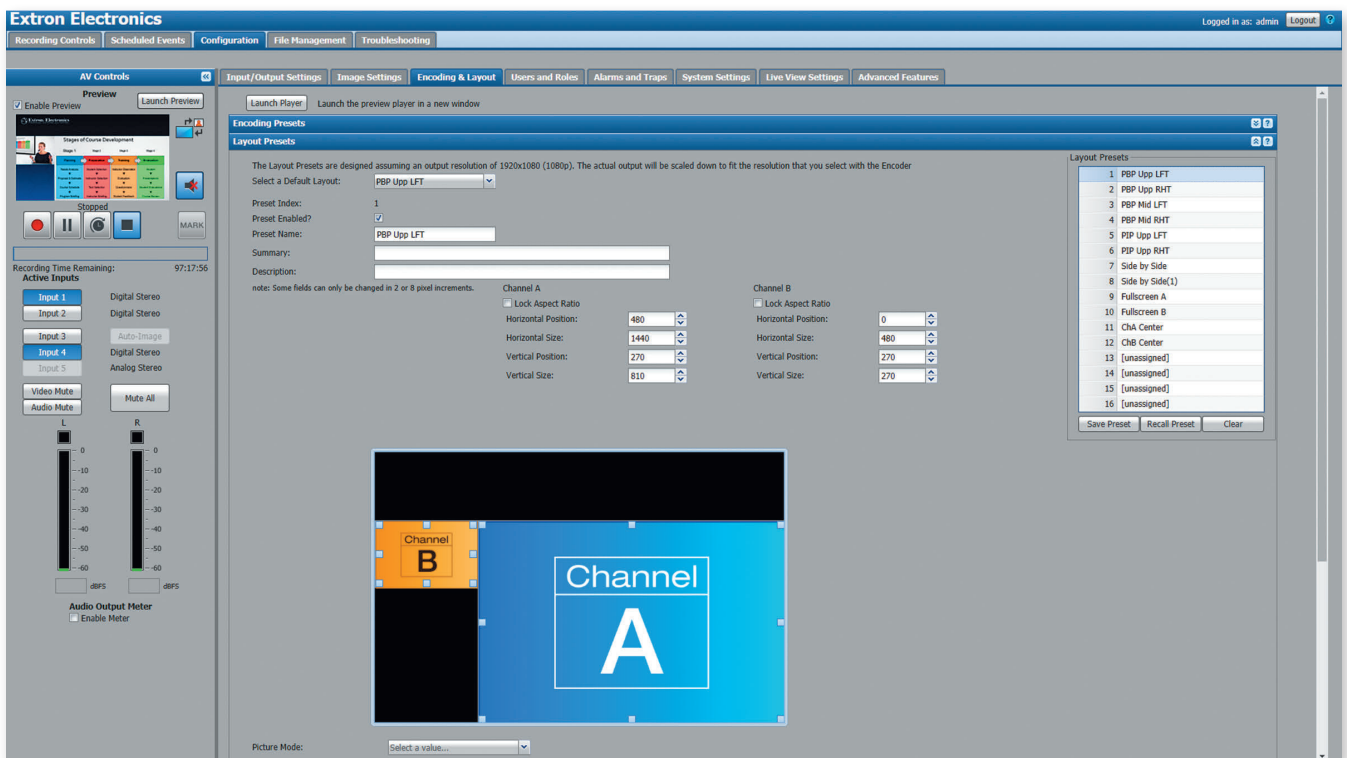 Extron Electronics
Logged in as: admin Logout ?
Recording Controls Scheduled Events Configuration File Management Troubleshooting
AV Controls
Input/Output Settings Image Settings Encoding & Layout Users and Roles Alarms and Traps System Settings Live View Settings Advanced Features
Preview
Enable Preview
Launch Preview
Extron Electronics
Stages of Course Development
Stopped
MARK
Recording Time Remaining: 97:17:56
Active Inputs
Input 1 Digital Stereo
Input 2 Digital Stereo
Input 3 Auto-Image
Input 4 Digital Stereo
Input 5 Analog Stereo
Video Mute
Audio Mute
Mute All
L R
0 0
-10 -10
-20 -20
-30 -30
-40 -40
-50 -50
-60 -60
dBFS dBFS
Audio Output Meter
Enable Meter
Launch Player Launch the preview player in a new window
Encoding Presets ?
Layout Presets ?
The Layout Presets are designed assuming an output resolution of 1920x1080 (1080p). The actual output will be scaled down to fit the resolution that you select with the Encoder
Select a Default Layout: PBP Upp LFT
Preset Index: 1
Preset Enabled?
Preset Name: PBP Upp LFT
Summary:
Description:
note: Some fields can only be changed in 2 or 8 pixel increments.
Channel A
Lock Aspect Ratio
Horizontal Position: 480
Horizontal Size: 1440
Vertical Position: 270
Vertical Size: 810
Channel B
Lock Aspect Ratio
Horizontal Position: 0
Horizontal Size: 480
Vertical Position: 270
Vertical Size: 270
Layout Presets
1 PBP Upp LFT
2 PBP Upp RHT
3 PBP Mid LFT
4 PBP Mid RHT
5 PIP Upp LFT
6 PIP Upp RHT
7 Side by Side
8 Side by Side(1)
9 Fullscreen A
10 Fullscreen B
11 ChA Center
12 ChB Center
13 [unassigned]
14 [unassigned]
15 [unassigned]
16 [unassigned]
Save Preset Recall Preset Clear
Channel
B
Channel
A
Picture Mode: Select a value...